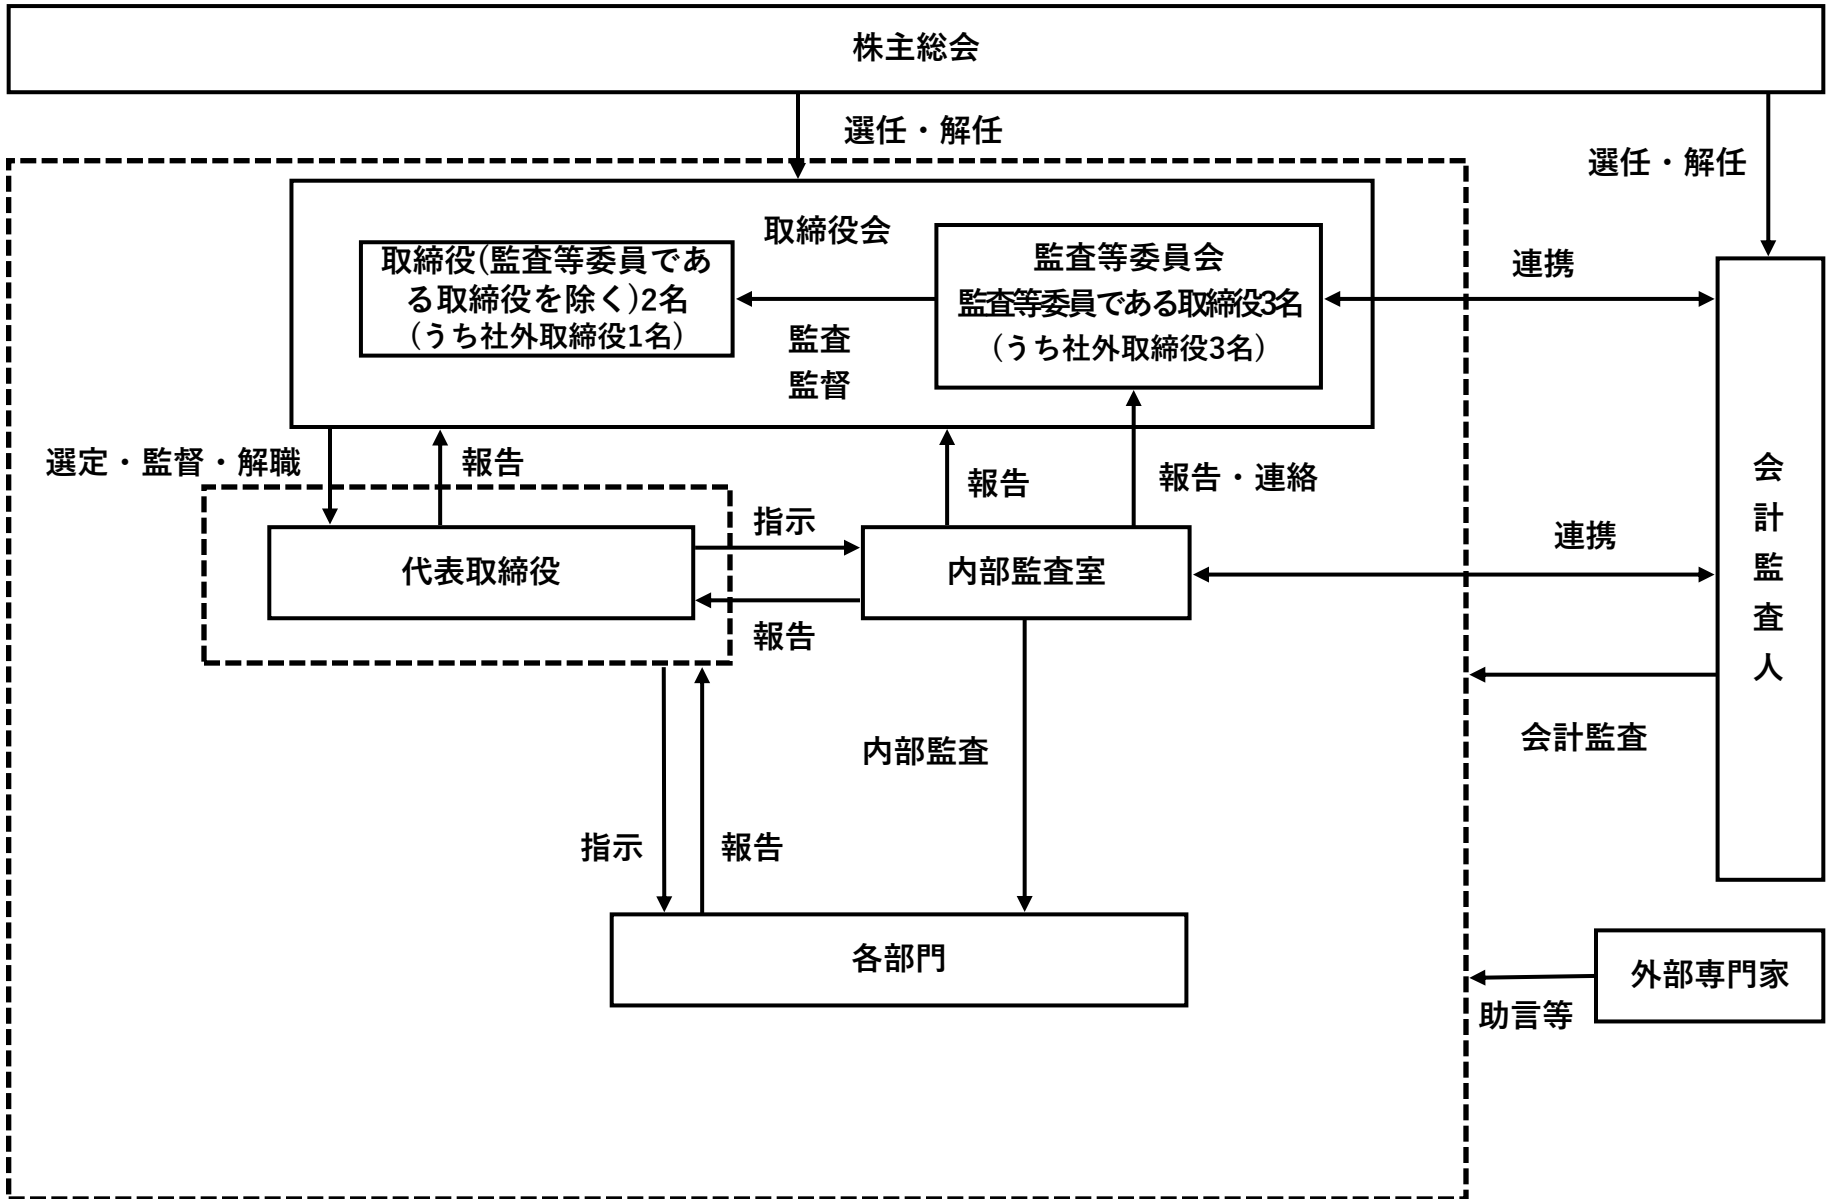 株主総会
選任・解任
選任・解任
取締役会
取締役(監査等委員であ
る取締役を除く)2名
(うち社外取締役1名)
監査等委員会
監査等委員である取締役3名
(うち社外取締役3名)
連携
監査
監督
選定・監督・解職
報告
報告
報告・連絡
会計監査人
指示
連携
代表取締役
内部監査室
報告
会計監査
内部監査
指示
報告
各部門
外部専門家
助言等